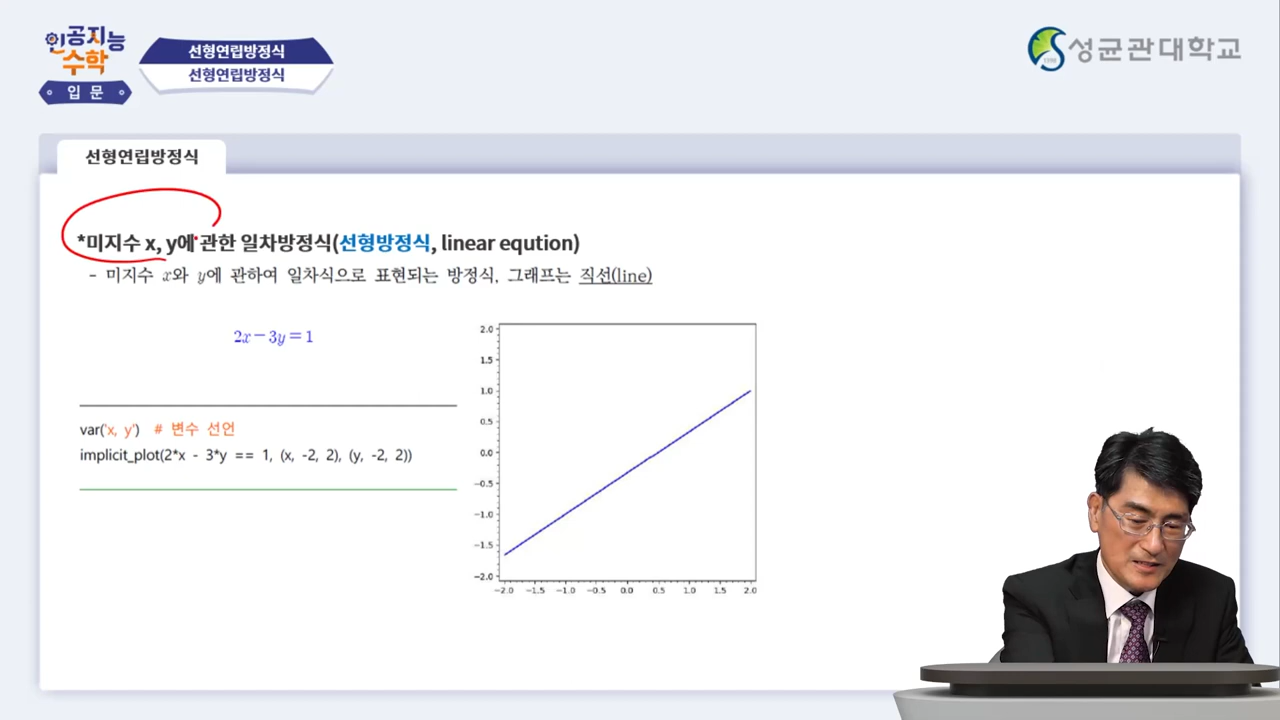 인공지능
수학
입 문
선형연립방정식
선형연립방정식
1398
성균관대학교
선형연립방정식
*미지수 x, y에 관한 일차방정식(선형방정식, linear eqution)
- 미지수 x와 y에 관하여 일차식으로 표현되는 방정식, 그래프는 직선(line)
2x－3y＝1
var('x, y') # 변수 선언
implicit_plot(2*x - 3*y == 1, (x, -2, 2), (y, -2, 2))
2.0
1.5
1.0
0.5
0.0
−0.5
−1.0
−1.5
−2.0
−2.0 −1.5 −1.0 −0.5 0.0 0.5 1.0 1.5 2.0